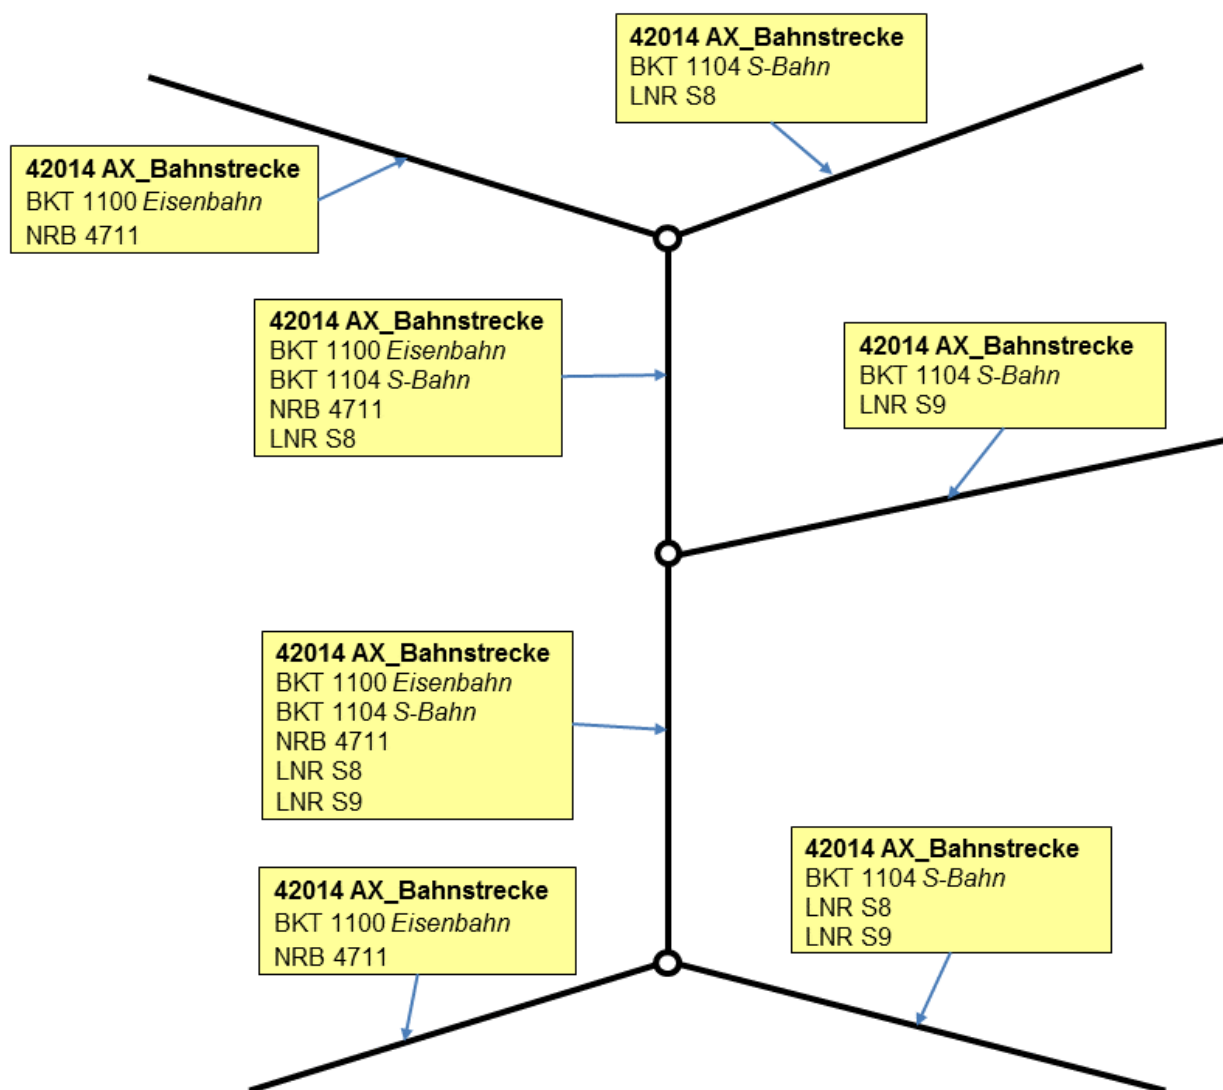 42014 AX_Bahnstrecke
BKT 1104 S-Bahn
LNR S8
42014 AX_Bahnstrecke
BKT 1100 Eisenbahn
NRB 4711
42014 AX_Bahnstrecke
BKT 1100 Eisenbahn
BKT 1104 S-Bahn
NRB 4711
LNR S8
42014 AX_Bahnstrecke
BKT 1104 S-Bahn
LNR S9
42014 AX_Bahnstrecke
BKT 1100 Eisenbahn
BKT 1104 S-Bahn
NRB 4711
LNR S8
LNR S9
42014 AX_Bahnstrecke
BKT 1104 S-Bahn
LNR S8
LNR S9
42014 AX_Bahnstrecke
BKT 1100 Eisenbahn
NRB 4711